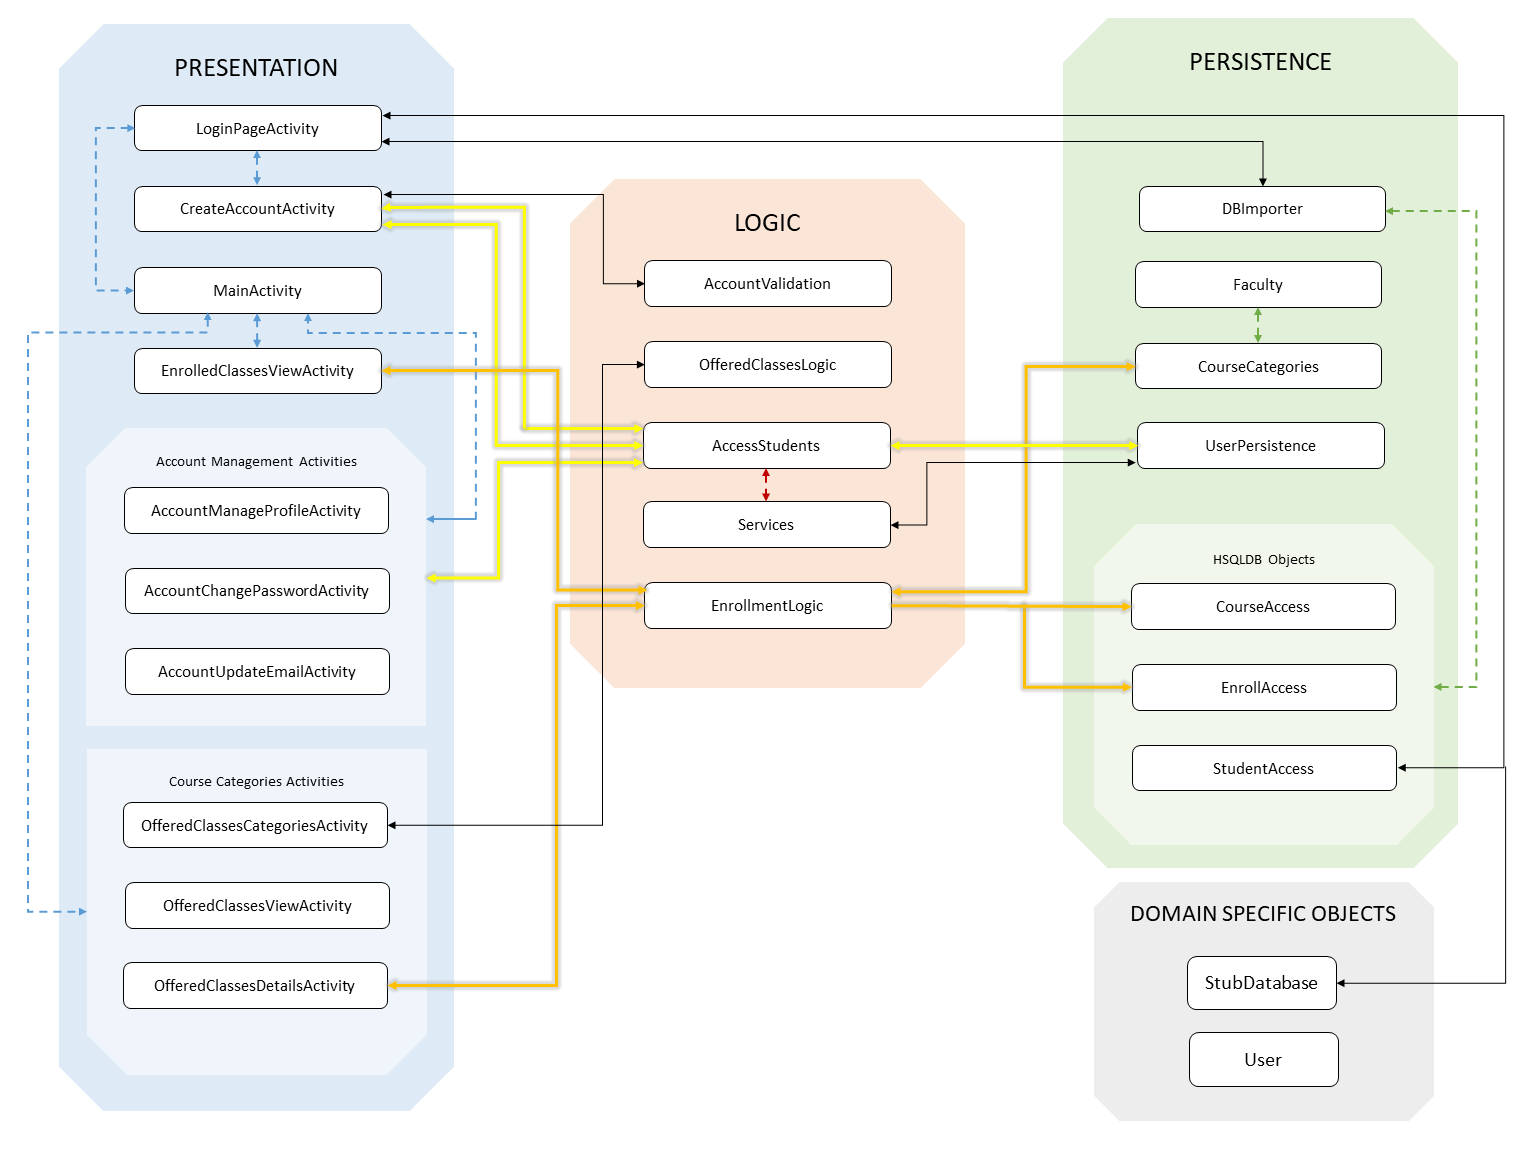 PRESENTATION
LoginPageActivity
CreateAccountActivity
MainActivity
EnrolledClassesViewActivity
Account Management Activities
AccountManageProfileActivity
AccountChangePasswordActivity
AccountUpdateEmailActivity
Course Categories Activities
OfferedClassesCategoriesActivity
OfferedClassesViewActivity
OfferedClassesDetailsActivity
LOGIC
AccountValidation
OfferedClassesLogic
AccessStudents
Services
EnrollmentLogic
PERSISTENCE
DBImporter
Faculty
CourseCategories
UserPersistence
HSQLDB Objects
CourseAccess
EnrollAccess
StudentAccess
DOMAIN SPECIFIC OBJECTS
StubDatabase
User